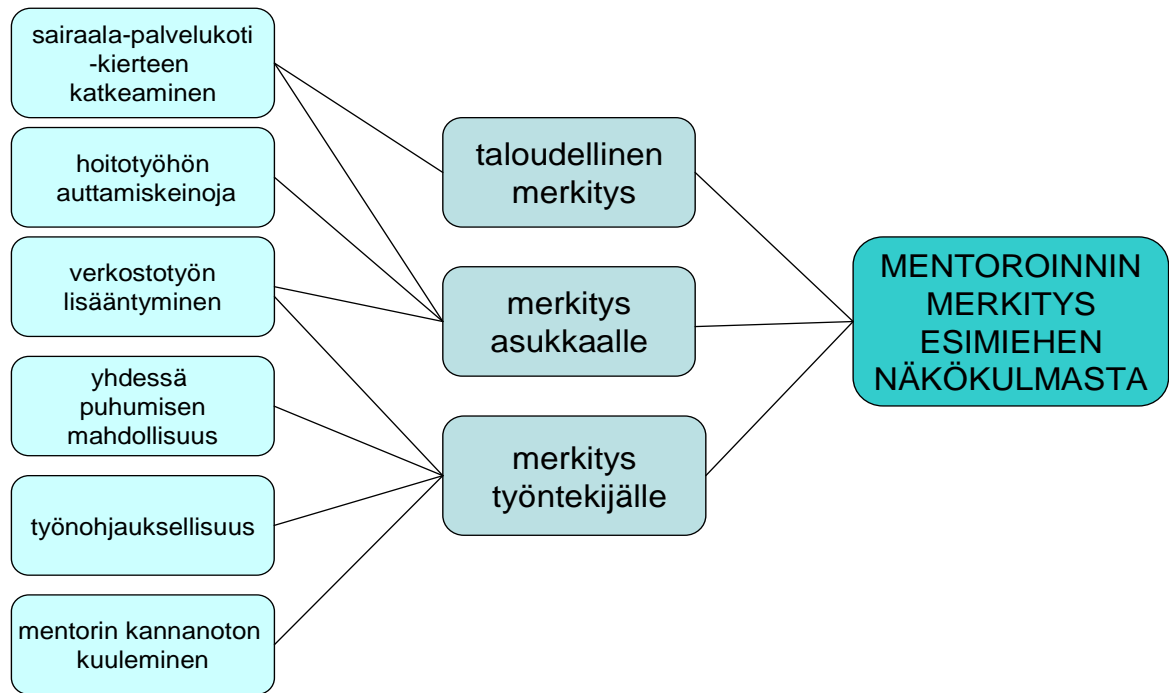 sairaala-palvelukoti
-kierteen
katkeaminen
hoitotyöhön
auttamiskeinoja
verkostotyön
lisääntyminen
yhdessä
puhumisen
mahdollisuus
työnohjauksellisuus
mentorin kannanoton
kuuleminen
taloudellinen
merkitys
merkitys
asukkaalle
merkitys
työntekijälle
MENTOROINNIN
MERKITYS
ESIMIEHEN
NÄKÖKULMASTA